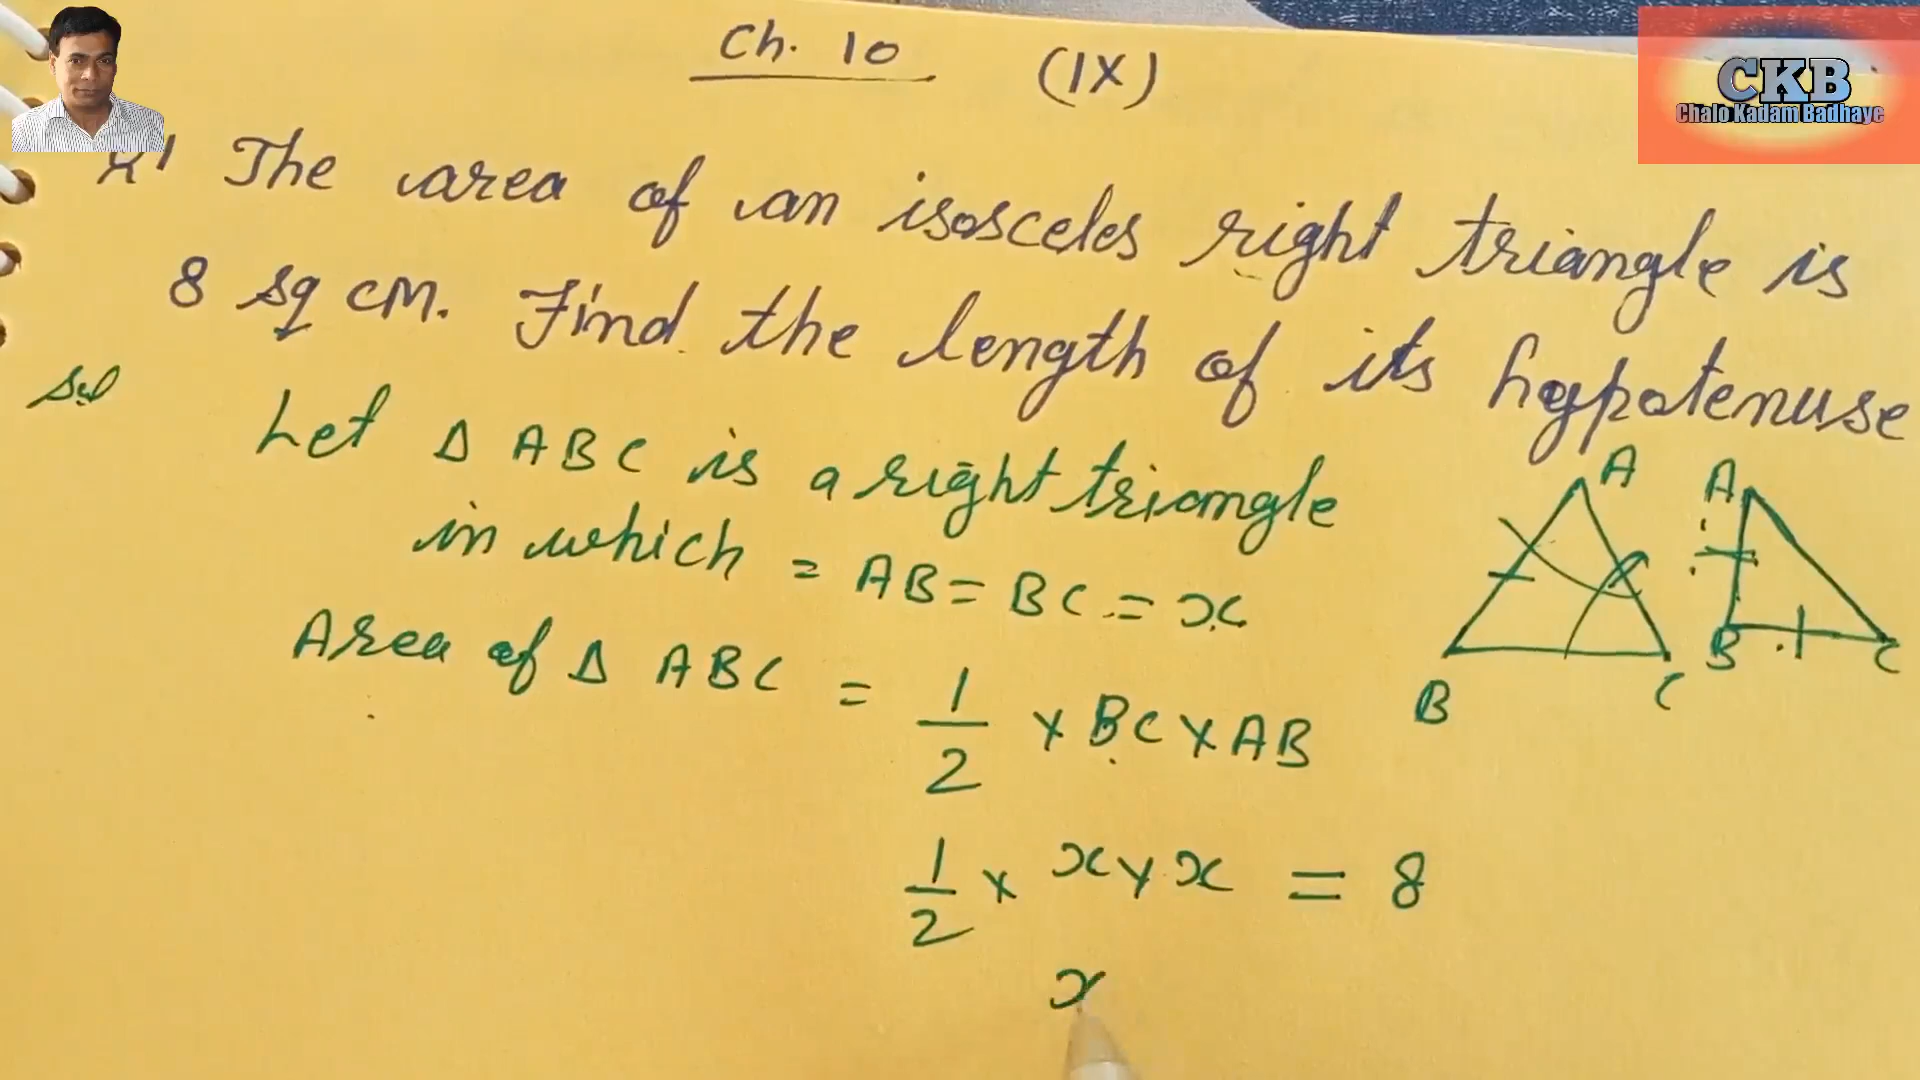 Ch. 10 (IX)
CKB
Chalo Kadam Badhaye
The area of an isosceles right triangle is
8 sq cm. Find the length of its hypotenuse
Sol
Let Δ ABC is a right triangle
in which = AB = BC = x
Area of Δ ABC = 1/2 × BC × AB
1/2 × x × x = 8
x
A
B
C
A
B
C